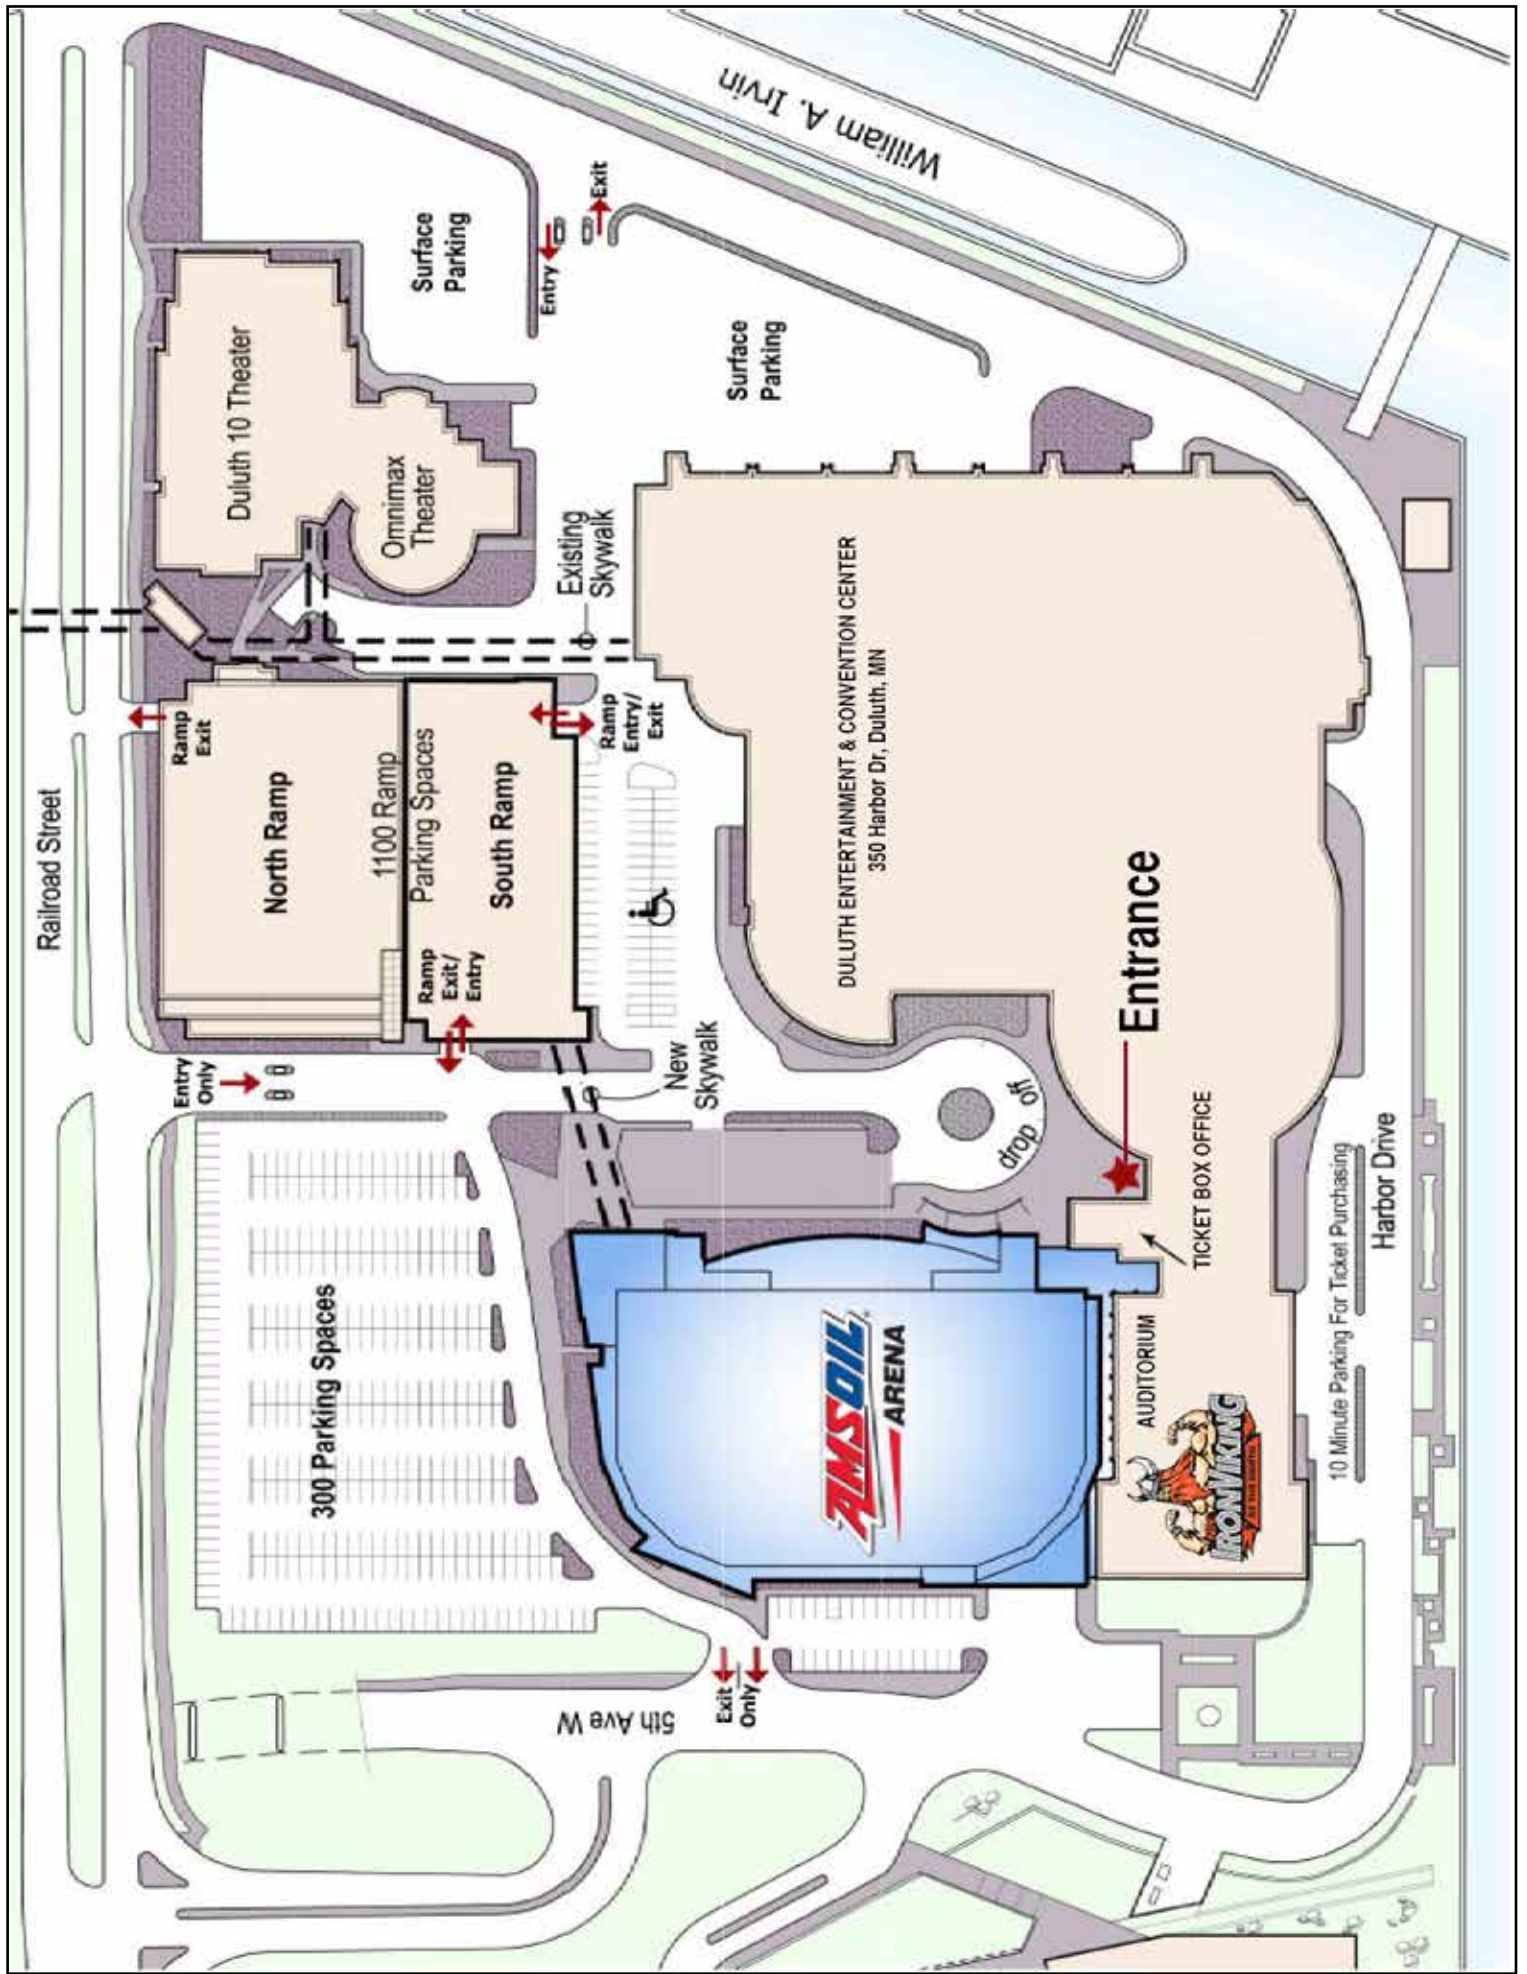 Railroad Street
300 Parking Spaces
Entry
Only
North Ramp
1100 Ramp
Parking Spaces
South Ramp
Ramp
Exit
Ramp
Exit/
Entry
Ramp
Entry/
Exit
Duluth 10 Theater
Omnimax
Theater
Surface
Parking
Entry
Exit
Surface
Parking
William A. Irvin
Existing
Skywalk
New
Skywalk
5th Ave W
Exit
Only
AMSOIL
ARENA
drop off
DULUTH ENTERTAINMENT & CONVENTION CENTER
350 Harbor Dr, Duluth, MN
Entrance
TICKET BOX OFFICE
AUDITORIUM
IRON VIKING
10 Minute Parking For Ticket Purchasing
Harbor Drive